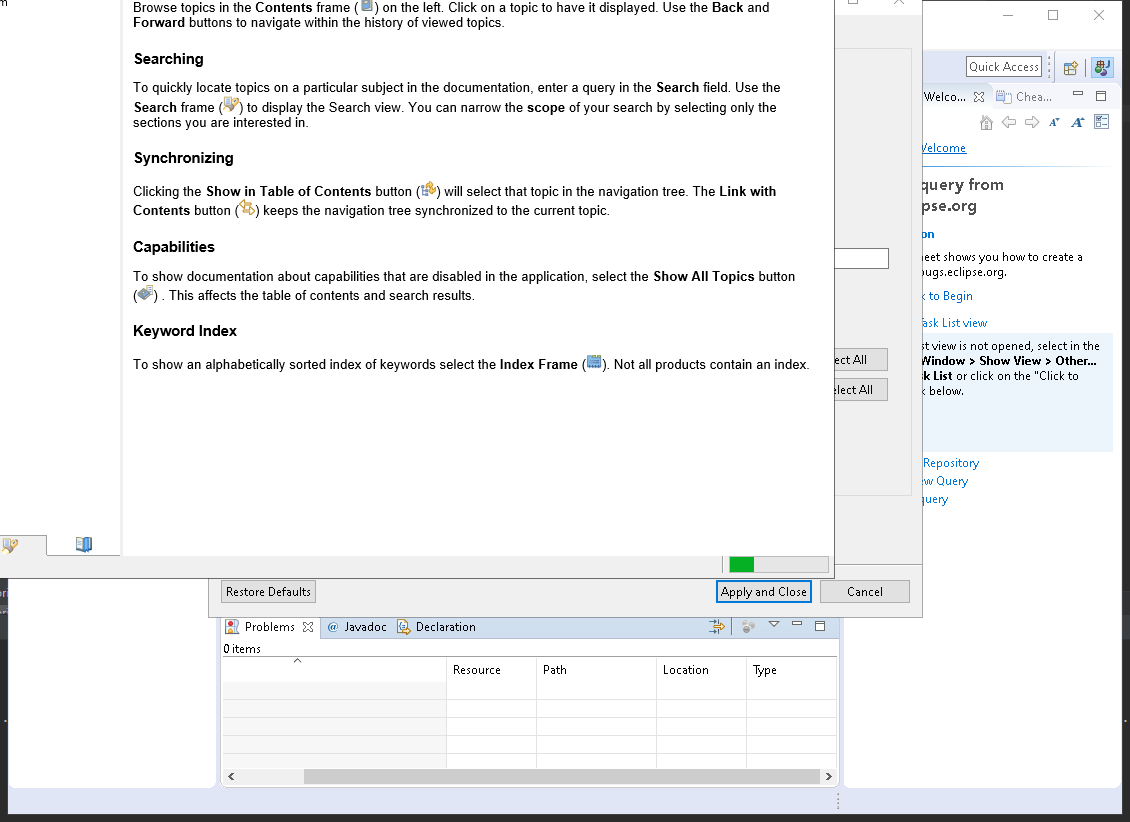 m
Browse topics in the Contents frame ( ) on the left. Click on a topic to have it displayed. Use the Back and
Forward buttons to navigate within the history of viewed topics.
Searching
To quickly locate topics on a particular subject in the documentation, enter a query in the Search field. Use the
Search frame ( ) to display the Search view. You can narrow the scope of your search by selecting only the
sections you are interested in.
Synchronizing
Clicking the Show in Table of Contents button ( ) will select that topic in the navigation tree. The Link with
Contents button ( ) keeps the navigation tree synchronized to the current topic.
Capabilities
To show documentation about capabilities that are disabled in the application, select the Show All Topics button
( ) . This affects the table of contents and search results.
Keyword Index
To show an alphabetically sorted index of keywords select the Index Frame ( ). Not all products contain an index.
ect All
elect All
Restore Defaults
Apply and Close
Cancel
Quick Access
Welco...
Chea...
Welcome
query from
pse.org
on
eet shows you how to create a
bugs.eclipse.org.
k to Begin
Task List view
st view is not opened, select in the
Window > Show View > Other...
k List or click on the "Click to
k below.
Repository
ew Query
query
Problems
@ Javadoc
Declaration
0 items
Resource
Path
Location
Type